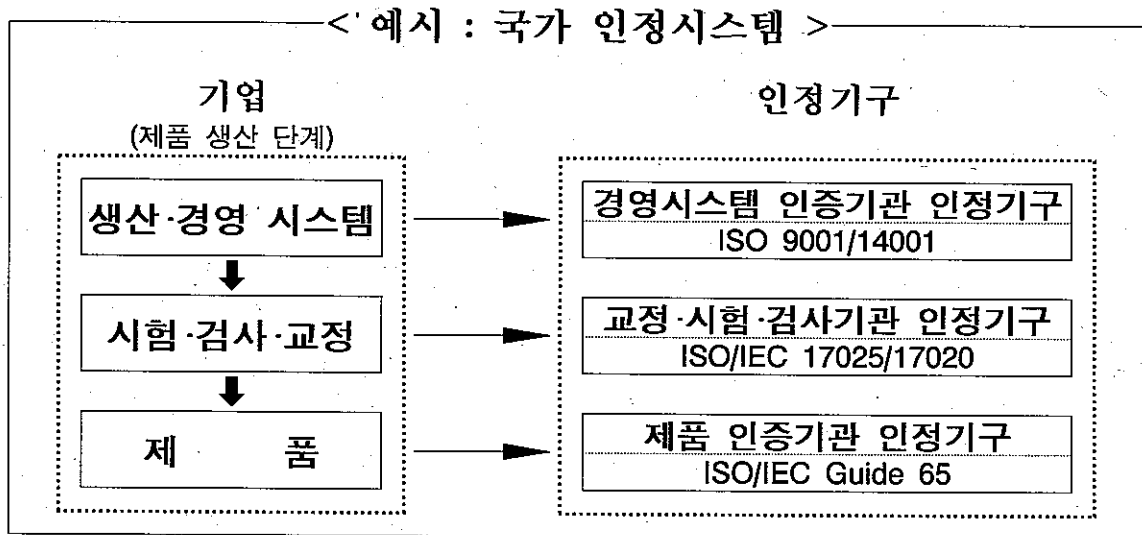 < 예시 : 국가 인정시스템 >
기업
(제품 생산 단계)
생산·경영 시스템
시험·검사·교정
제 품
인정기구
경영시스템 인증기관 인정기구
ISO 9001/14001
교정·시험·검사기관 인정기구
ISO/IEC 17025/17020
제품 인증기관 인정기구
ISO/IEC Guide 65